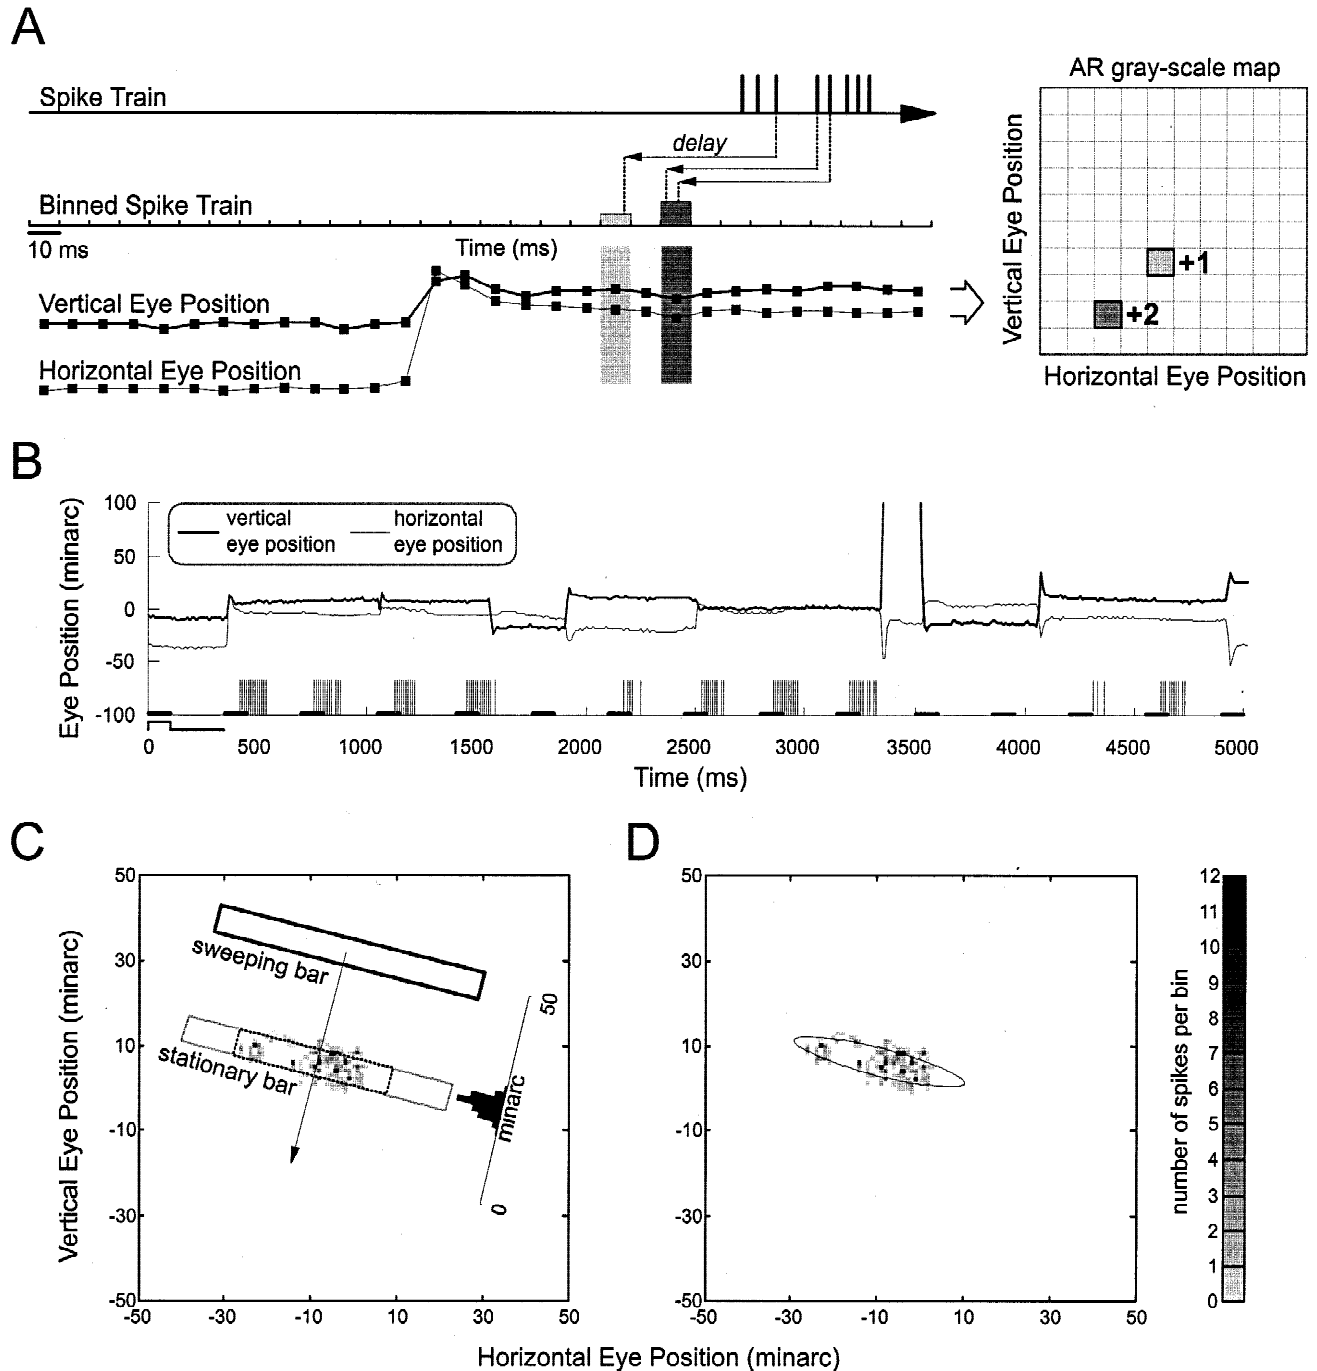 A
Spike Train
delay
Binned Spike Train
10 ms
Time (ms)
Vertical Eye Position
Horizontal Eye Position
AR gray-scale map
Vertical Eye Position
+1
+2
Horizontal Eye Position
B
Eye Position (minarc)
100
50
0
-50
-100
vertical
eye position
horizontal
eye position
0 500 1000 1500 2000 2500 3000 3500 4000 4500 5000
Time (ms)
C
Vertical Eye Position (minarc)
50
30
10
-10
-30
-50
sweeping bar
stationary bar
50
minarc
0
-50 -30 -10 10 30 50
D
50
30
10
-10
-30
-50
-50 -30 -10 10 30 50
Horizontal Eye Position (minarc)
number of spikes per bin
12
11
10
9
8
7
6
5
4
3
2
1
0